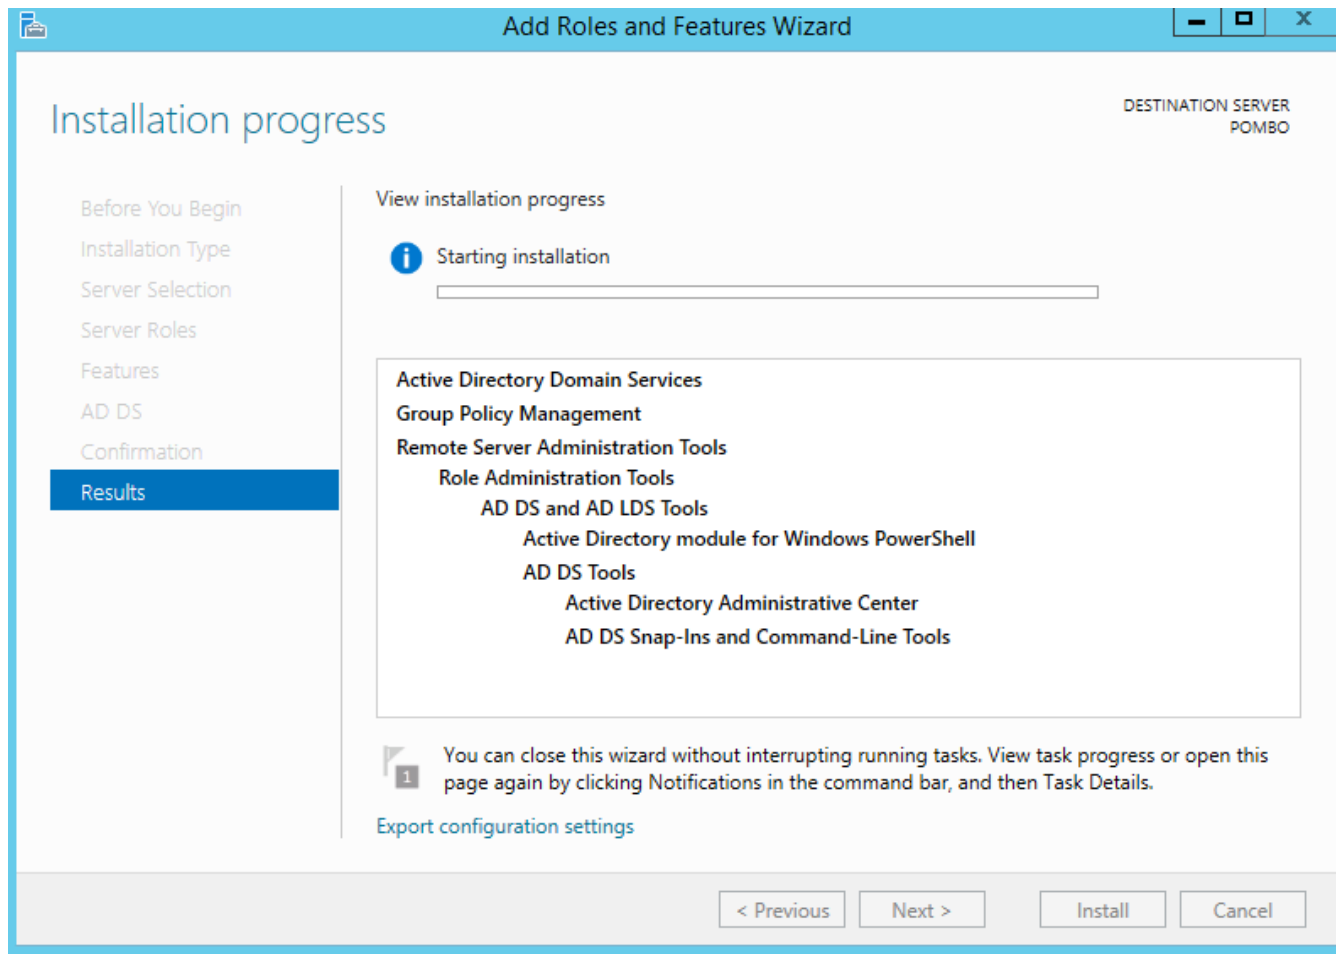 Add Roles and Features Wizard
Installation progress
DESTINATION SERVER
POMBO
Before You Begin
Installation Type
Server Selection
Server Roles
Features
AD DS
Confirmation
Results
View installation progress
Starting installation
Active Directory Domain Services
Group Policy Management
Remote Server Administration Tools
Role Administration Tools
AD DS and AD LDS Tools
Active Directory module for Windows PowerShell
AD DS Tools
Active Directory Administrative Center
AD DS Snap-Ins and Command-Line Tools
1
You can close this wizard without interrupting running tasks. View task progress or open this
page again by clicking Notifications in the command bar, and then Task Details.
Export configuration settings
< Previous
Next >
Install
Cancel